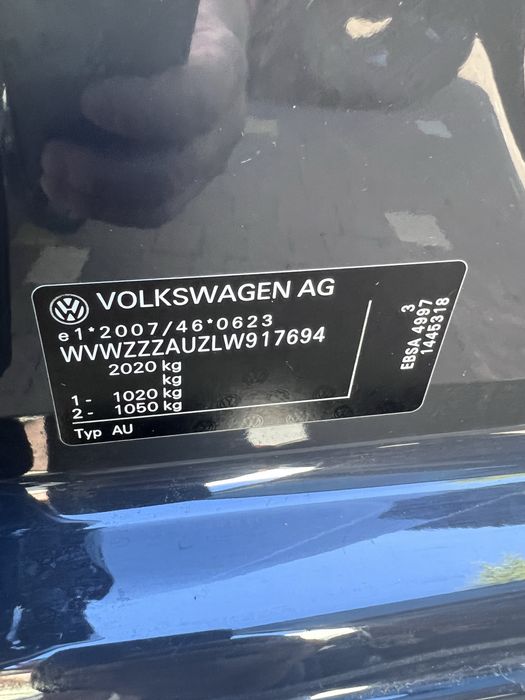 VOLKSWAGEN AG
e1*2007/46*0623
WVWZZZAUZLW917694
2020 kg
kg
1- 1020 kg
2- 1050 kg
Typ AU
3
EBSA 4997
1445318